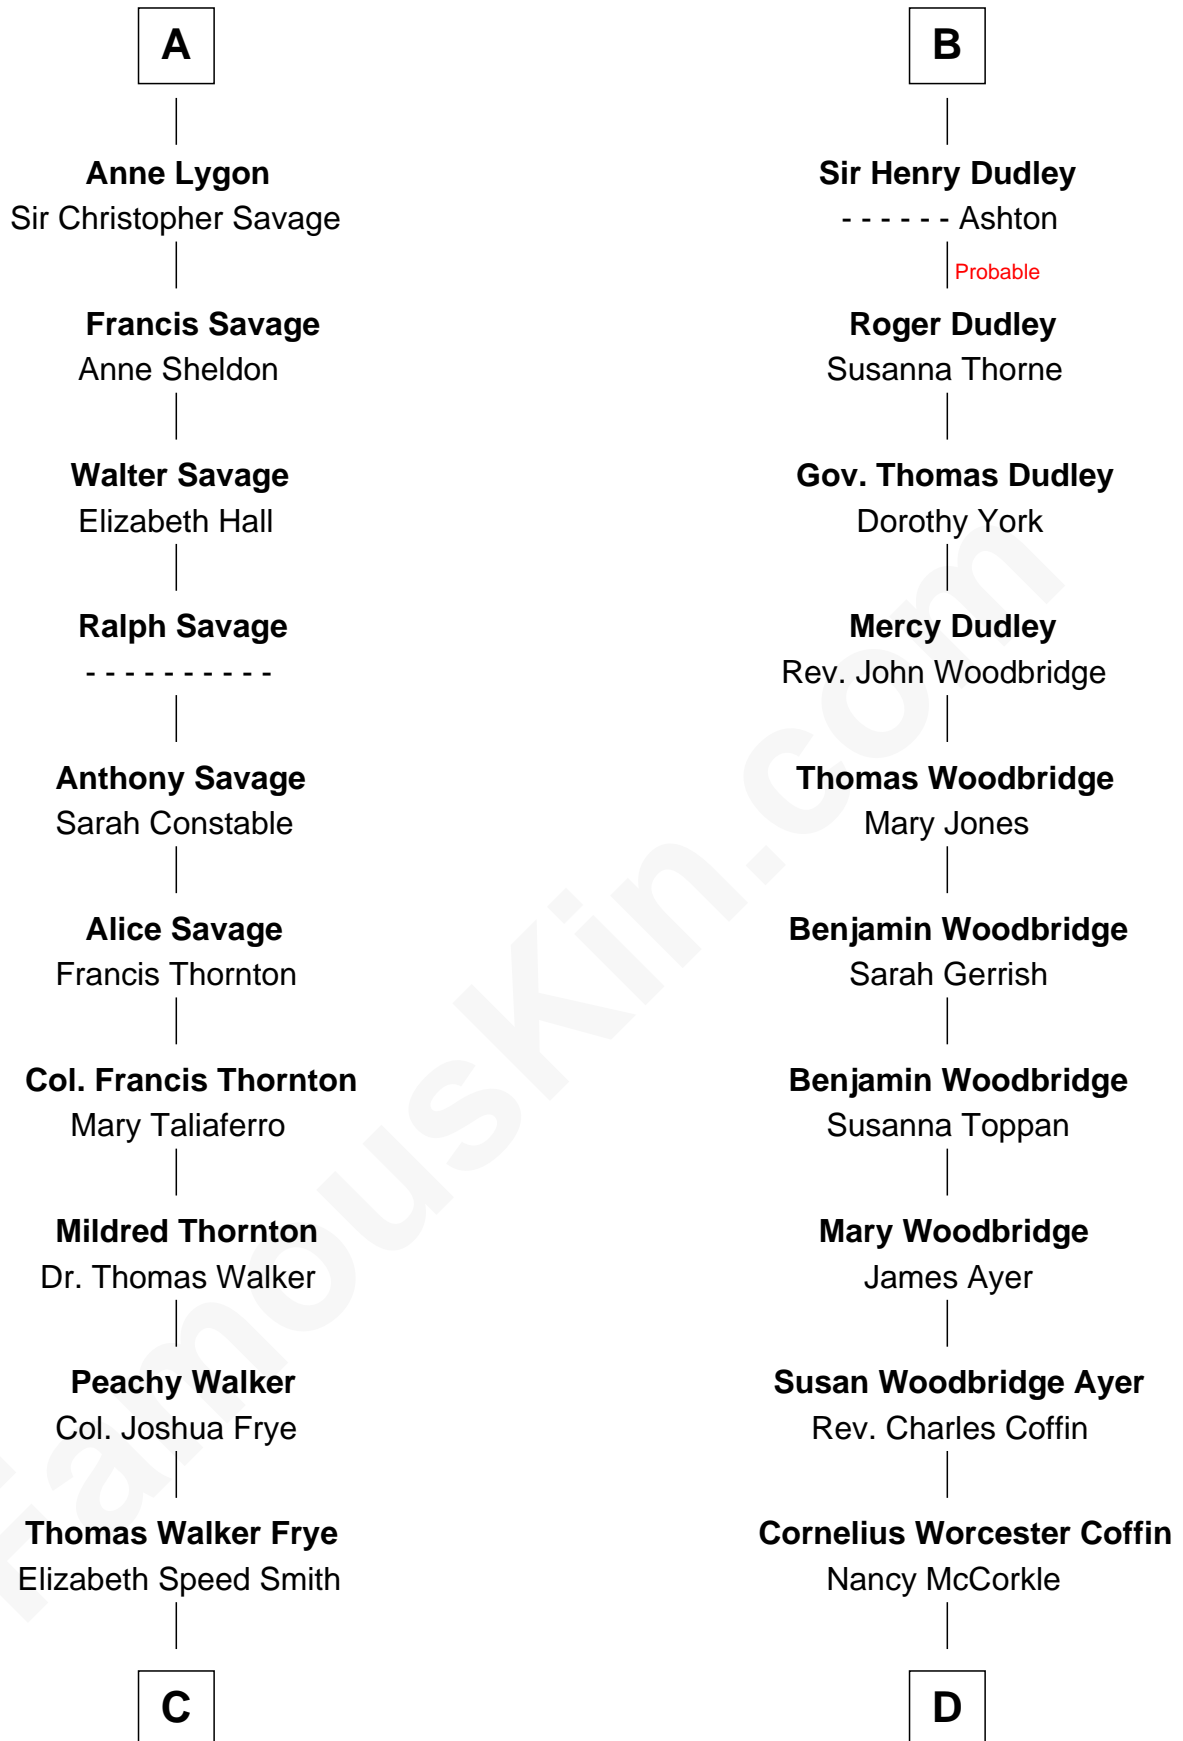 A
Anne Lygon
Sir Christopher Savage
Francis Savage
Anne Sheldon
Walter Savage
Elizabeth Hall
Ralph Savage
- - - - - - - - - -
Anthony Savage
Sarah Constable
Alice Savage
Francis Thornton
Col. Francis Thornton
Mary Taliaferro
Mildred Thornton
Dr. Thomas Walker
Peachy Walker
Col. Joshua Frye
Thomas Walker Frye
Elizabeth Speed Smith
C
B
Sir Henry Dudley
- - - - - - Ashton
Probable
Roger Dudley
Susanna Thorne
Gov. Thomas Dudley
Dorothy York
Mercy Dudley
Rev. John Woodbridge
Thomas Woodbridge
Mary Jones
Benjamin Woodbridge
Sarah Gerrish
Benjamin Woodbridge
Susanna Toppan
Mary Woodbridge
James Ayer
Susan Woodbridge Ayer
Rev. Charles Coffin
Cornelius Worcester Coffin
Nancy McCorkle
D
FamousKin.com